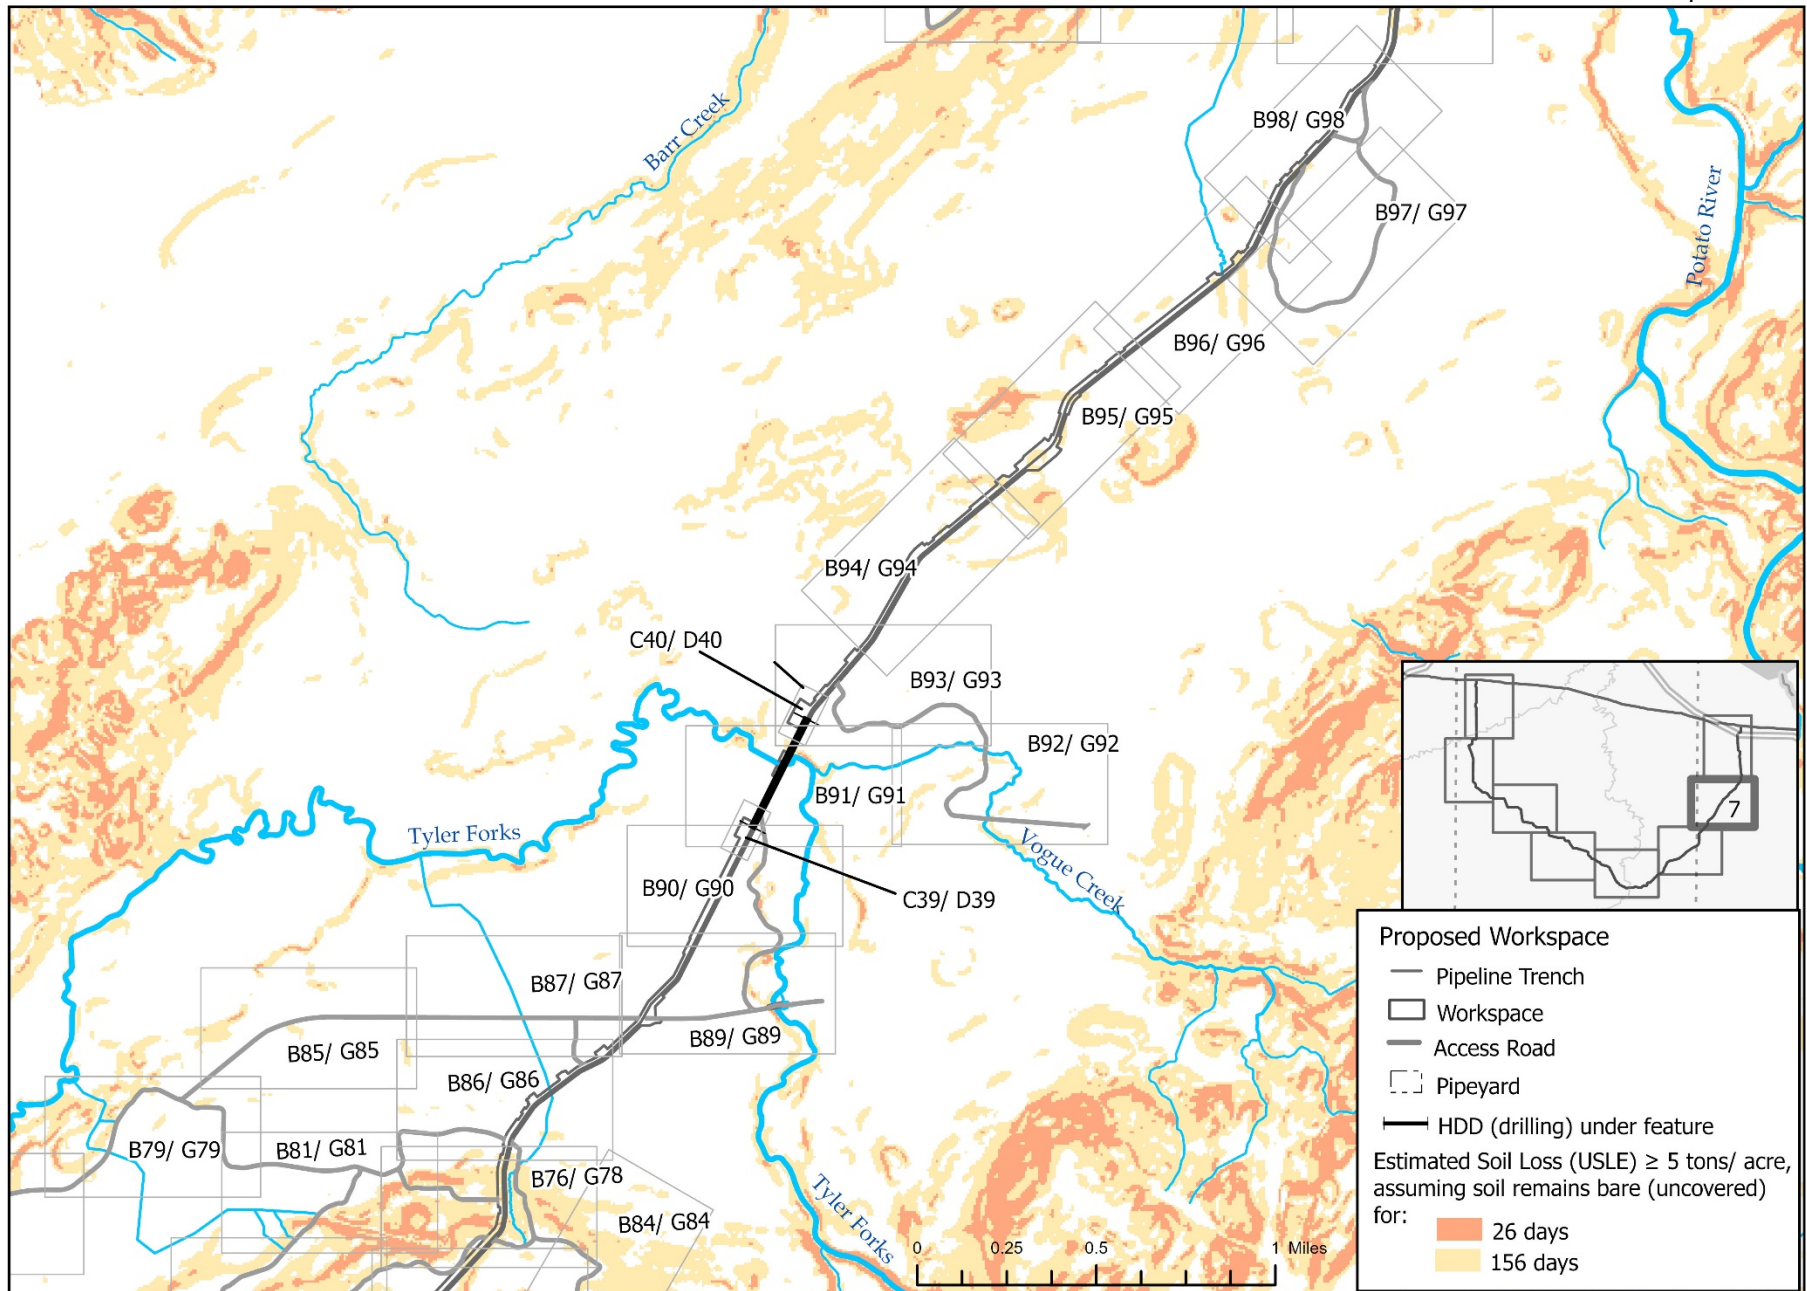 Barr Creek
B98/ G98
B97/ G97
Potato River
B96/ G96
B95/ G95
B94/ G94
C40/ D40
B93/ G93
B92/ G92
B91/ G91
Tyler Forks
Vogue Creek
B90/ G90
C39/ D39
B87/ G87
B89/ G89
B85/ G85
B86/ G86
B79/ G79
B81/ G81
B76/ G78
B84/ G84
Tyler Forks
0 0.25 0.5 1 Miles
7
Proposed Workspace
Pipeline Trench
Workspace
Access Road
Pipeyard
HDD (drilling) under feature
Estimated Soil Loss (USLE) ≥ 5 tons/ acre,
assuming soil remains bare (uncovered)
for:
26 days
156 days